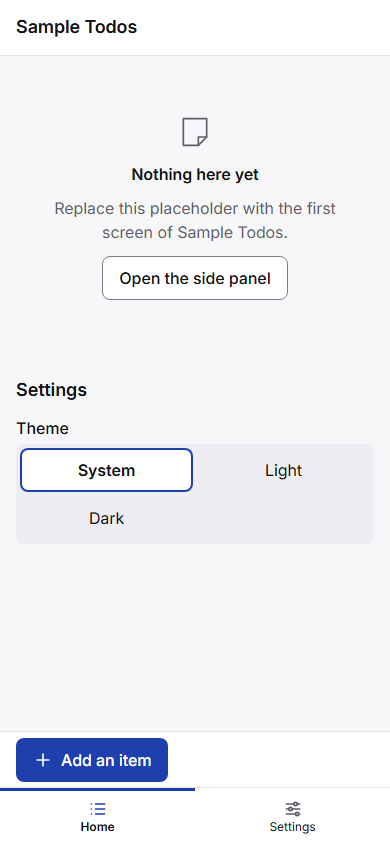 Sample Todos
Nothing here yet
Replace this placeholder with the first
screen of Sample Todos.
Open the side panel
Settings
Theme
System
Light
Dark
Add an item
Home
Settings